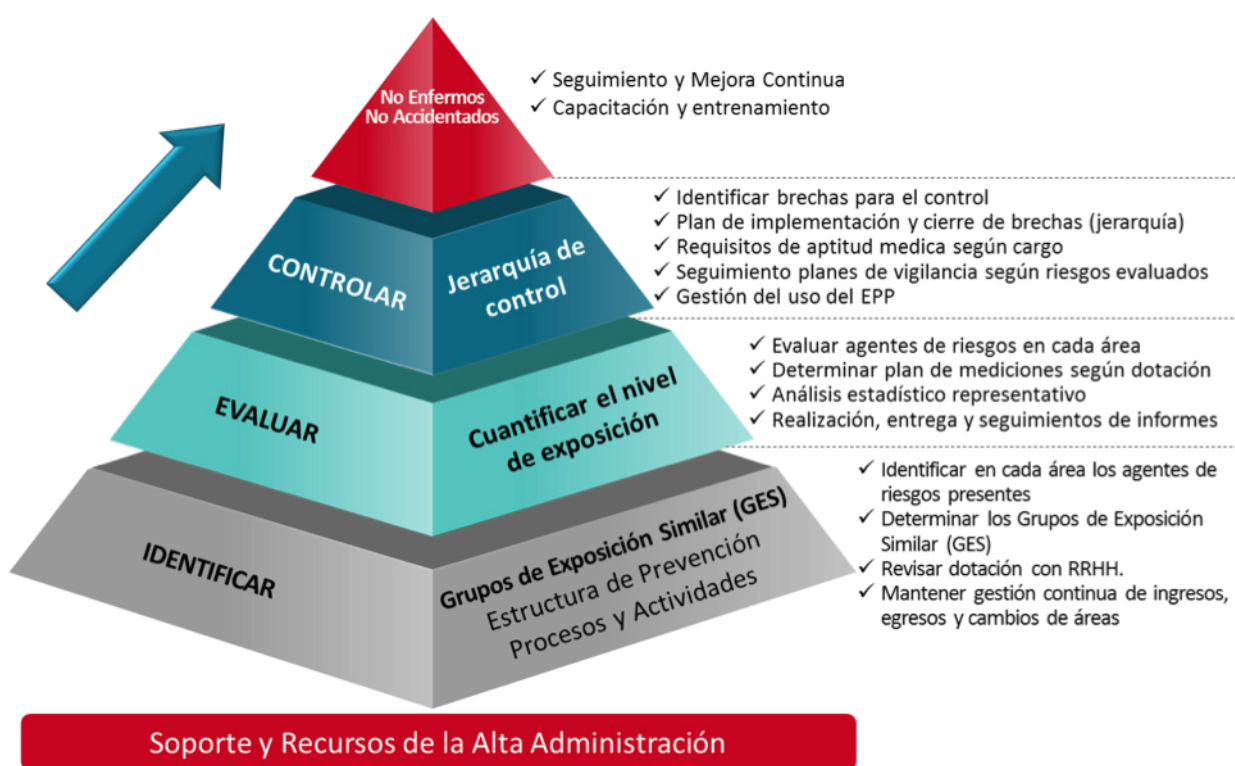 No Enfermos
No Accidentados
✓ Seguimiento y Mejora Continua
✓ Capacitación y entrenamiento
CONTROLAR
Jerarquía de
control
✓ Identificar brechas para el control
✓ Plan de implementación y cierre de brechas (jerarquía)
✓ Requisitos de aptitud medica según cargo
✓ Seguimiento planes de vigilancia según riesgos evaluados
✓ Gestión del uso del EPP
EVALUAR
Cuantificar el nivel
de exposición
✓ Evaluar agentes de riesgos en cada área
✓ Determinar plan de mediciones según dotación
✓ Análisis estadístico representativo
✓ Realización, entrega y seguimientos de informes
IDENTIFICAR
Grupos de Exposición Similar (GES)
Estructura de Prevención
Procesos y Actividades
✓ Identificar en cada área los agentes de
riesgos presentes
✓ Determinar los Grupos de Exposición
Similar (GES)
✓ Revisar dotación con RRHH.
✓ Mantener gestión continua de ingresos,
egresos y cambios de áreas
Soporte y Recursos de la Alta Administración